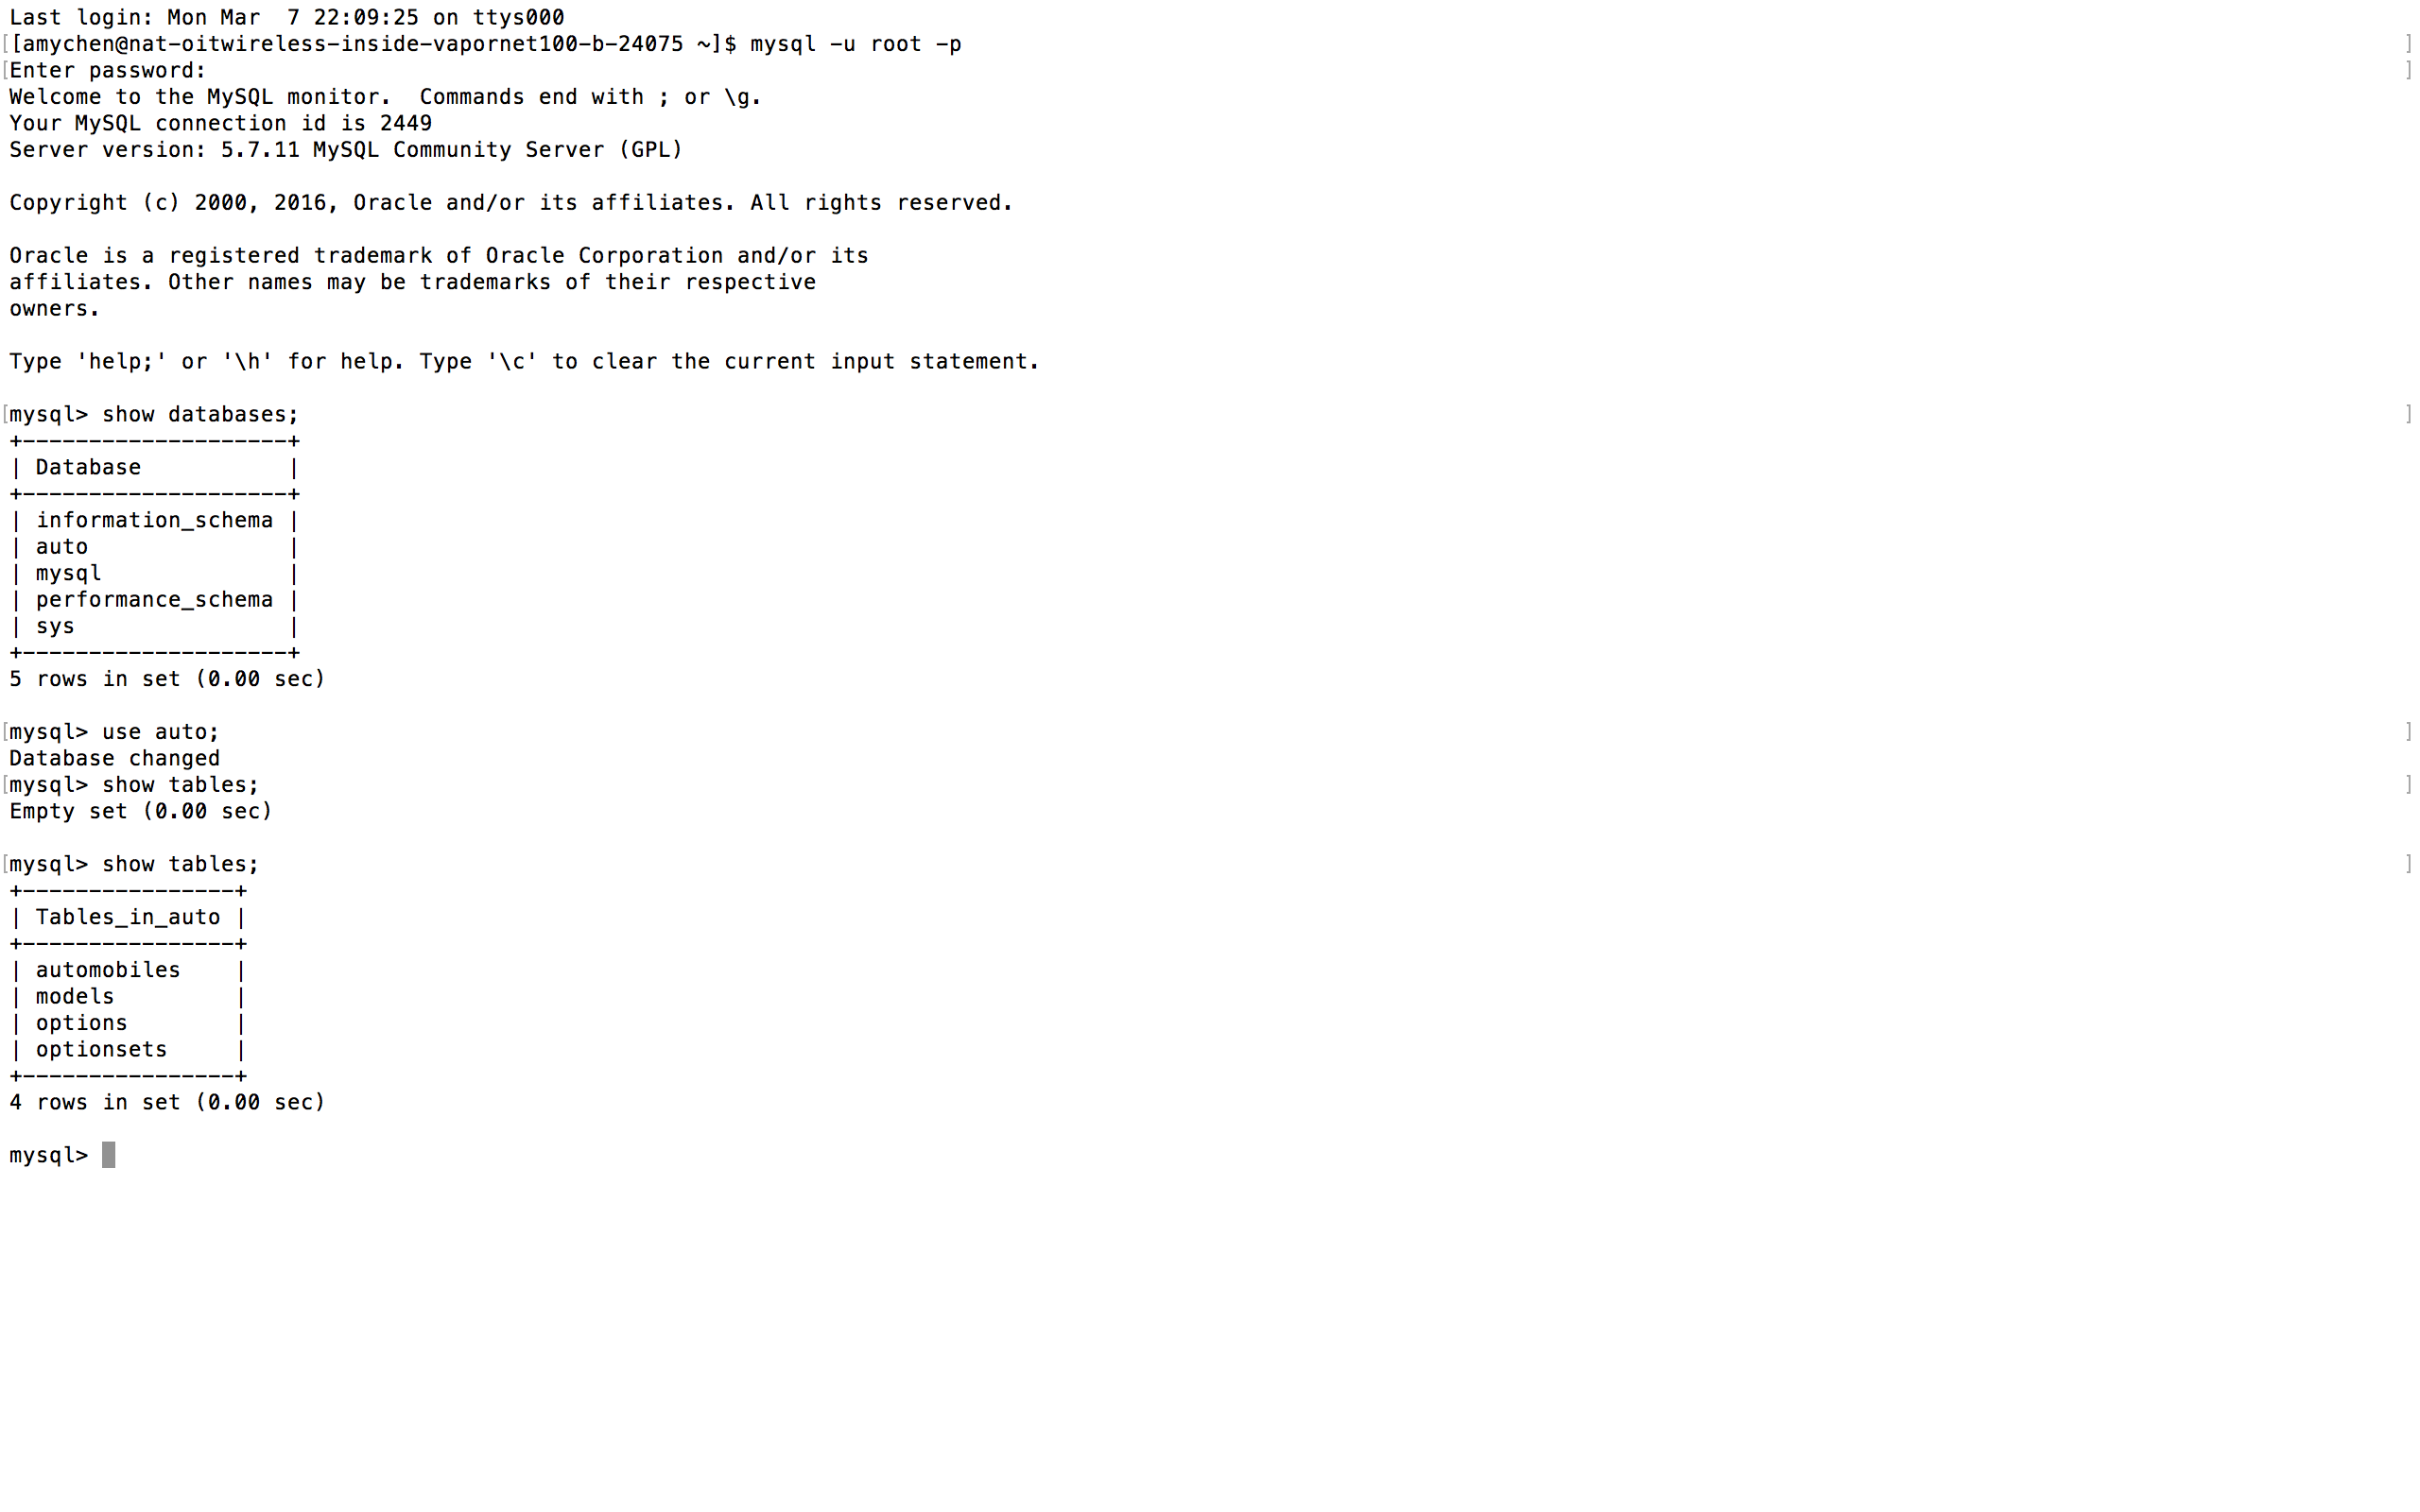 Last login: Mon Mar  7 22:09:25 on ttys000
[[amychen@nat-oitwireless-inside-vapornet100-b-24075 ~]$ mysql -u root -p ]
[Enter password: ]
Welcome to the MySQL monitor.  Commands end with ; or \g.
Your MySQL connection id is 2449
Server version: 5.7.11 MySQL Community Server (GPL)

Copyright (c) 2000, 2016, Oracle and/or its affiliates. All rights reserved.

Oracle is a registered trademark of Oracle Corporation and/or its
affiliates. Other names may be trademarks of their respective
owners.

Type 'help;' or '\h' for help. Type '\c' to clear the current input statement.

[mysql> show databases; ]
+--------------------+
| Database           |
+--------------------+
| information_schema |
| auto               |
| mysql              |
| performance_schema |
| sys                |
+--------------------+
5 rows in set (0.00 sec)

[mysql> use auto; ]
Database changed
[mysql> show tables; ]
Empty set (0.00 sec)

[mysql> show tables; ]
+----------------+
| Tables_in_auto |
+----------------+
| automobiles    |
| models         |
| options        |
| optionsets     |
+----------------+
4 rows in set (0.00 sec)

mysql>